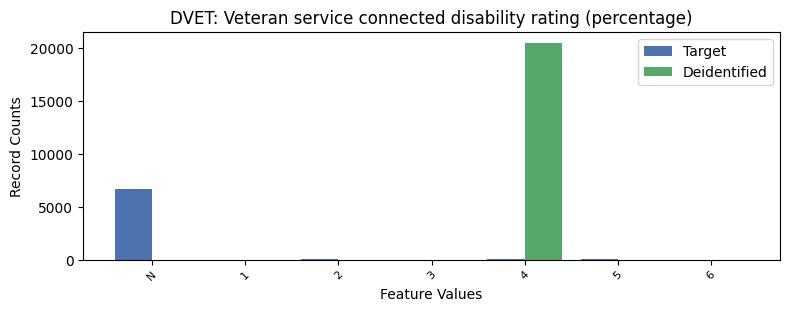 DVET: Veteran service connected disability rating (percentage)
Target
Deidentified
Record Counts
20000
15000
10000
5000
0
N
1
2
3
4
5
6
Feature Values